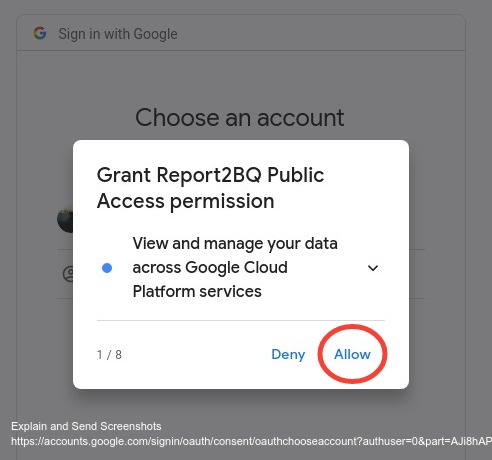 Sign in with Google
Choose an account
Grant Report2BQ Public
Access permission
View and manage your data
across Google Cloud
Platform services
1 / 8
Deny
Allow
Explain and Send Screenshots
https://accounts.google.com/signin/oauth/consent/oauthchooseaccount?authuser=0&part=AJi8hAP